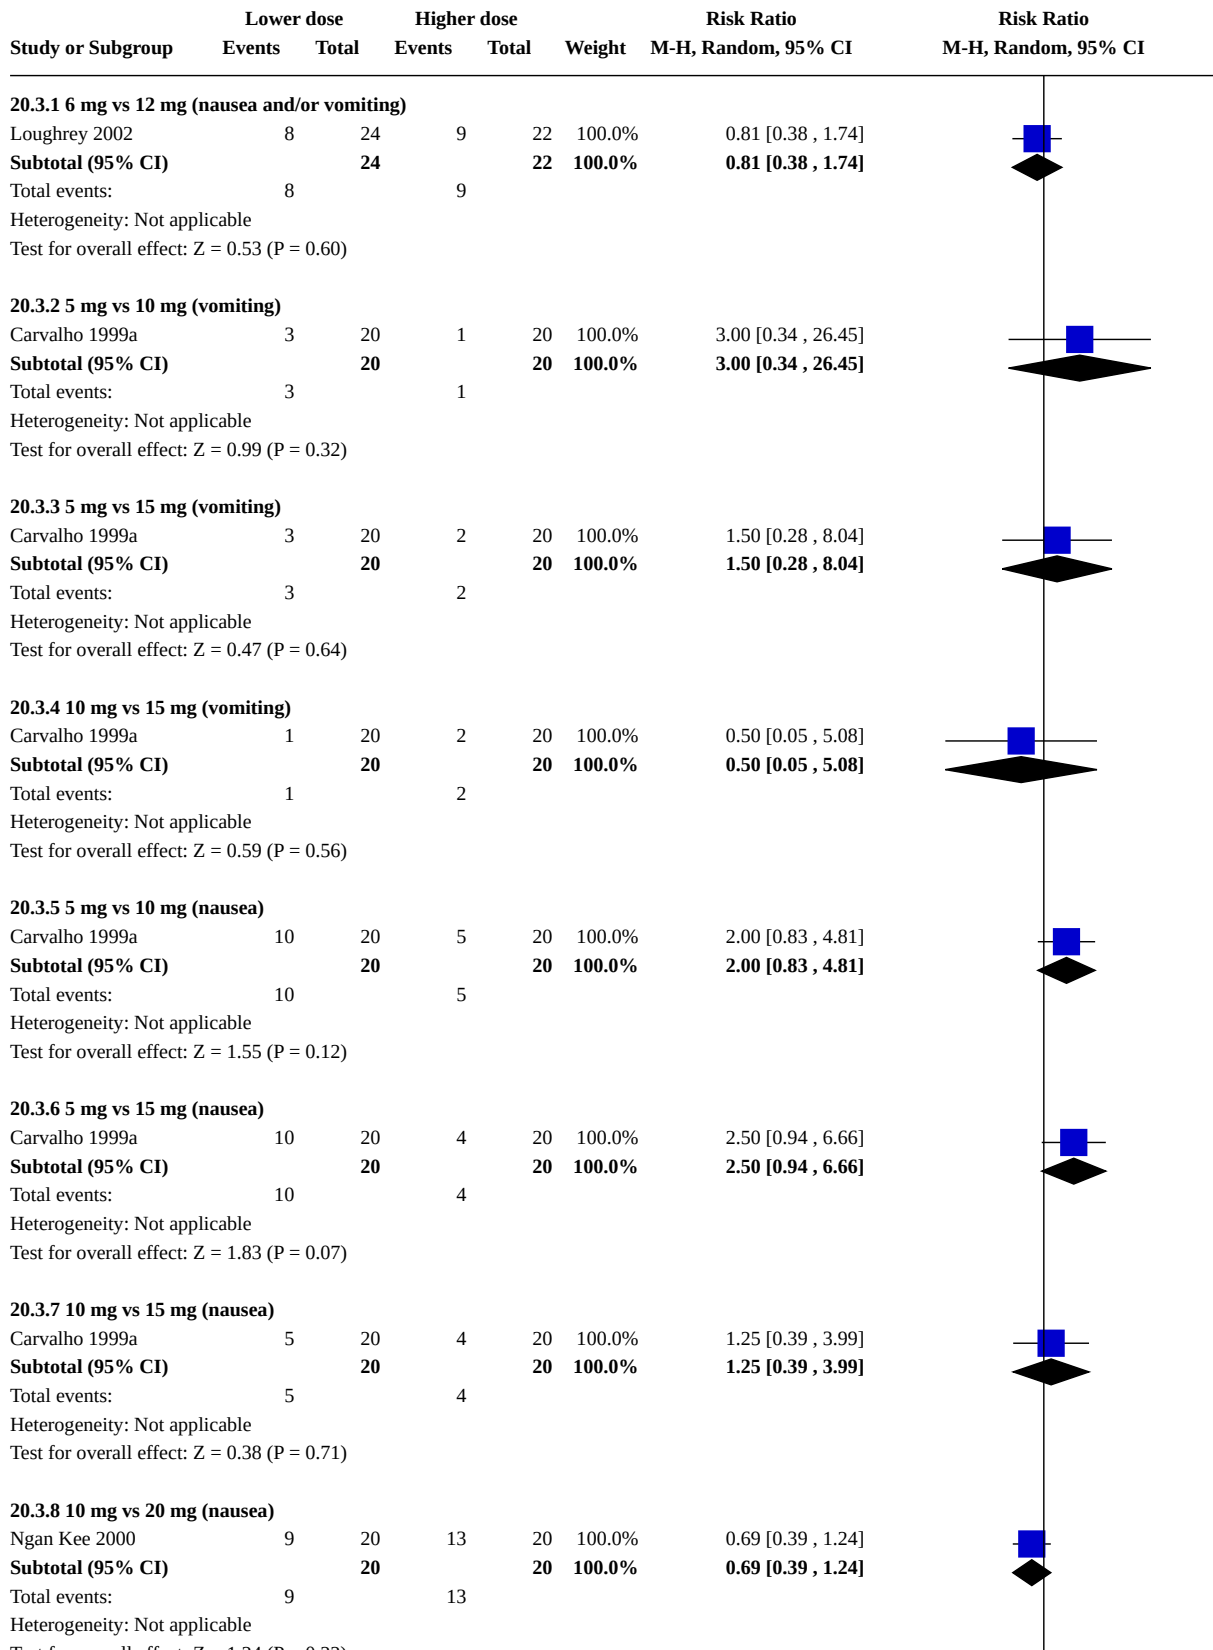 Lower dose Higher dose Risk Ratio Risk Ratio
Study or Subgroup Events Total Events Total Weight M-H, Random, 95% CI M-H, Random, 95% CI
20.3.1 6 mg vs 12 mg (nausea and/or vomiting)
Loughrey 2002 8 24 9 22 100.0% 0.81 [0.38 , 1.74]
Subtotal (95% CI) 24 22 100.0% 0.81 [0.38 , 1.74]
Total events: 8 9
Heterogeneity: Not applicable
Test for overall effect: Z = 0.53 (P = 0.60)
20.3.2 5 mg vs 10 mg (vomiting)
Carvalho 1999a 3 20 1 20 100.0% 3.00 [0.34 , 26.45]
Subtotal (95% CI) 20 20 100.0% 3.00 [0.34 , 26.45]
Total events: 3 1
Heterogeneity: Not applicable
Test for overall effect: Z = 0.99 (P = 0.32)
20.3.3 5 mg vs 15 mg (vomiting)
Carvalho 1999a 3 20 2 20 100.0% 1.50 [0.28 , 8.04]
Subtotal (95% CI) 20 20 100.0% 1.50 [0.28 , 8.04]
Total events: 3 2
Heterogeneity: Not applicable
Test for overall effect: Z = 0.47 (P = 0.64)
20.3.4 10 mg vs 15 mg (vomiting)
Carvalho 1999a 1 20 2 20 100.0% 0.50 [0.05 , 5.08]
Subtotal (95% CI) 20 20 100.0% 0.50 [0.05 , 5.08]
Total events: 1 2
Heterogeneity: Not applicable
Test for overall effect: Z = 0.59 (P = 0.56)
20.3.5 5 mg vs 10 mg (nausea)
Carvalho 1999a 10 20 5 20 100.0% 2.00 [0.83 , 4.81]
Subtotal (95% CI) 20 20 100.0% 2.00 [0.83 , 4.81]
Total events: 10 5
Heterogeneity: Not applicable
Test for overall effect: Z = 1.55 (P = 0.12)
20.3.6 5 mg vs 15 mg (nausea)
Carvalho 1999a 10 20 4 20 100.0% 2.50 [0.94 , 6.66]
Subtotal (95% CI) 20 20 100.0% 2.50 [0.94 , 6.66]
Total events: 10 4
Heterogeneity: Not applicable
Test for overall effect: Z = 1.83 (P = 0.07)
20.3.7 10 mg vs 15 mg (nausea)
Carvalho 1999a 5 20 4 20 100.0% 1.25 [0.39 , 3.99]
Subtotal (95% CI) 20 20 100.0% 1.25 [0.39 , 3.99]
Total events: 5 4
Heterogeneity: Not applicable
Test for overall effect: Z = 0.38 (P = 0.71)
20.3.8 10 mg vs 20 mg (nausea)
Ngan Kee 2000 9 20 13 20 100.0% 0.69 [0.39 , 1.24]
Subtotal (95% CI) 20 20 100.0% 0.69 [0.39 , 1.24]
Total events: 9 13
Heterogeneity: Not applicable